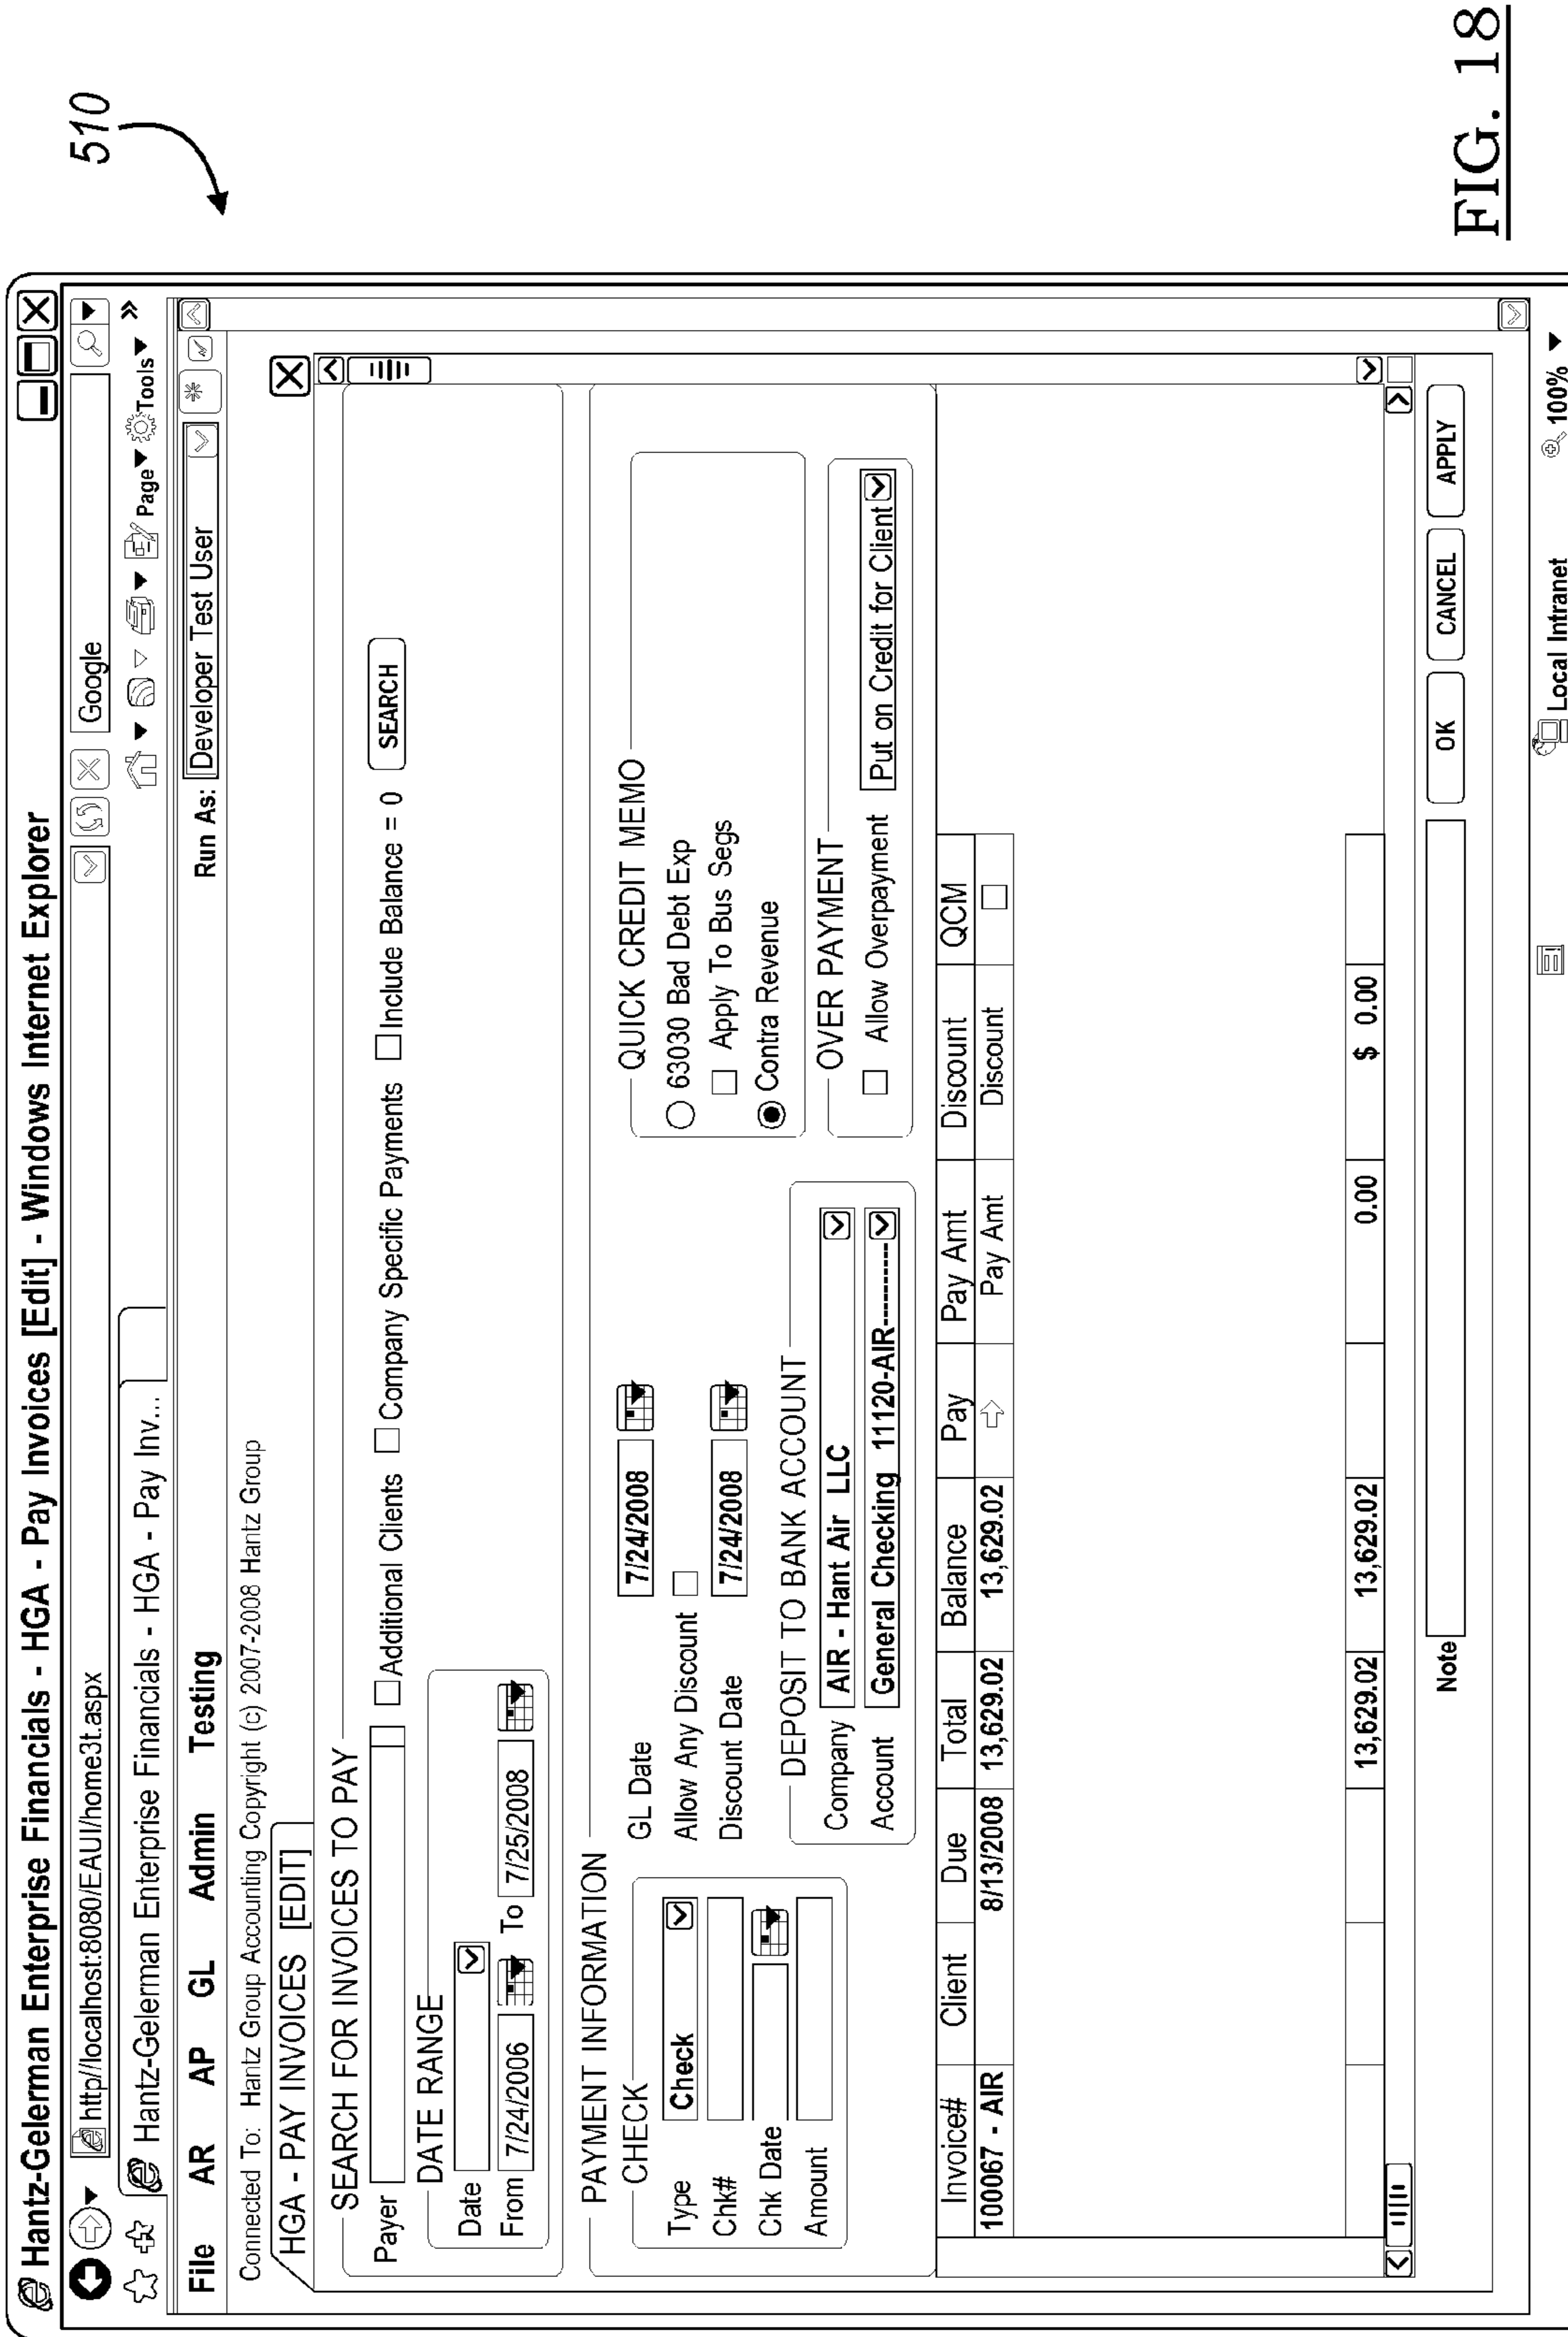 510
Hantz-Gelerman Enterprise Financials - HGA - Pay Invoices [Edit] - Windows Internet Explorer
http//localhost:8080/EAUI/home3t.aspx
Google
Hantz-Gelerman Enterprise Financials - HGA - Pay Inv...
Page Tools
File AR AP GL Admin Testing Run As: Developer Test User
Connected To: Hantz Group Accounting Copyright (c) 2007-2008 Hantz Group
HGA - PAY INVOICES [EDIT]
SEARCH FOR INVOICES TO PAY
Payer Additional Clients Company Specific Payments Include Balance = 0 SEARCH
DATE RANGE
Date
From 7/24/2006 To 7/25/2008
PAYMENT INFORMATION
CHECK
Type Check
Chk#
Chk Date
Amount
GL Date 7/24/2008
Allow Any Discount
Discount Date 7/24/2008
DEPOSIT TO BANK ACCOUNT
Company AIR - Hant Air LLC
Account General Checking 11120-AIR-----------
QUICK CREDIT MEMO
63030 Bad Debt Exp
Apply To Bus Segs
Contra Revenue
OVER PAYMENT
Allow Overpayment Put on Credit for Client
Invoice# Client Due Total Balance Pay Pay Amt Discount QCM
100067 - AIR 8/13/2008 13,629.02 13,629.02 Pay Amt Discount
13,629.02 13,629.02 0.00 $ 0.00
Note OK CANCEL APPLY
Local Intranet 100%
FIG. 18